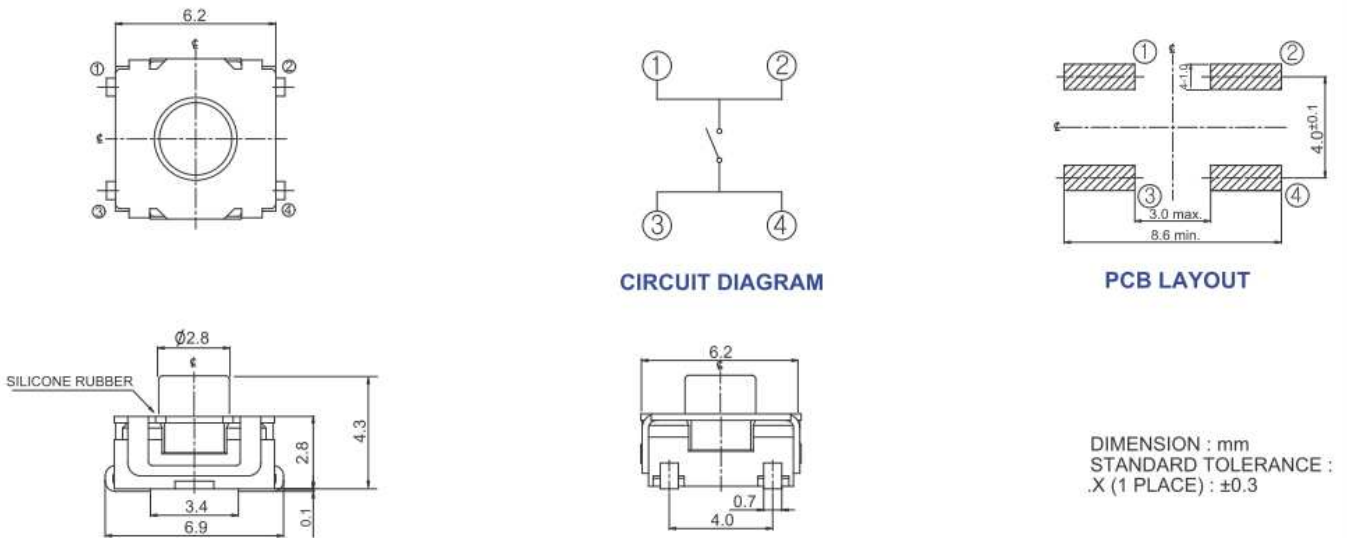 6.2
℄
① ②
℄
③ ④
① ②
③ ④
CIRCUIT DIAGRAM
① ℄ ②
4-1.0
℄
4.0±0.1
③ ④
3.0 max.
8.6 min.
PCB LAYOUT
Ø2.8
℄
SILICONE RUBBER
4.3
2.8
3.4
6.9
0.1
6.2
℄
0.7
4.0
DIMENSION : mm
STANDARD TOLERANCE :
.X (1 PLACE) : ±0.3